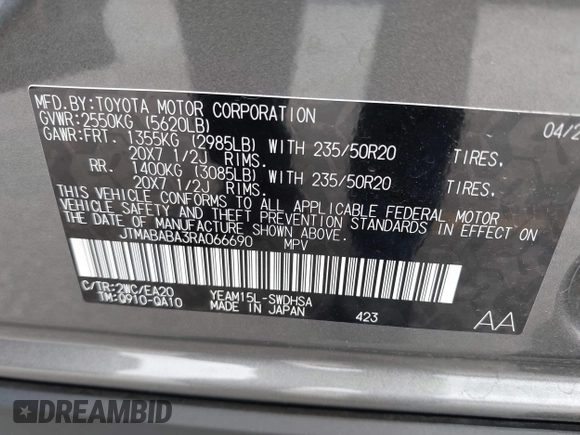 MFD.BY:TOYOTA MOTOR CORPORATION 04/2
GVWR:2550KG (5620LB)
GAWR:FRT. 1355KG (2985LB) WITH 235/50R20 TIRES,
20X7 1/2J RIMS.
RR. 1400KG (3085LB) WITH 235/50R20 TIRES,
20X7 1/2J RIMS.
THIS VEHICLE CONFORMS TO ALL APPLICABLE FEDERAL MOTOR
VEHICLE SAFETY AND THEFT PREVENTION STANDARDS IN EFFECT ON
THE DATE OF MANUFACTURE SHOWN ABOVE.
JTMABABA3RA066690 MPV
C/TR:2WC/EA20 YEAM15L-SWDHSA
TM:Q910-QA10 MADE IN JAPAN 423 AA
DREAMBID